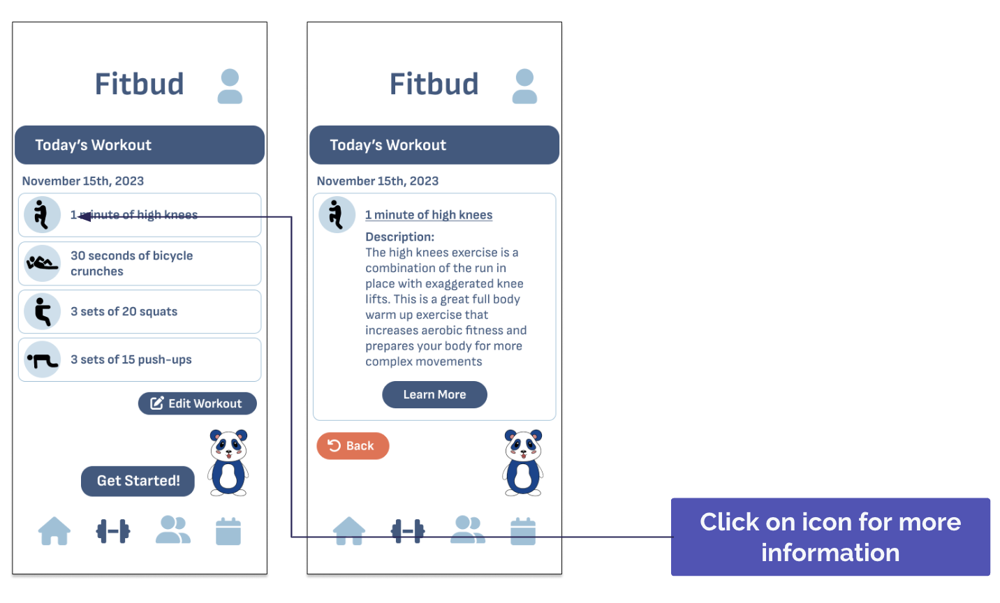 Fitbud
Today's Workout
November 15th, 2023
1 minute of high knees
30 seconds of bicycle
crunches
3 sets of 20 squats
3 sets of 15 push-ups
Edit Workout
Get Started!
Fitbud
Today's Workout
November 15th, 2023
1 minute of high knees
Description:
The high knees exercise is a
combination of the run in
place with exaggerated knee
lifts. This is a great full body
warm up exercise that
increases aerobic fitness and
prepares your body for more
complex movements
Learn More
Back
Click on icon for more
information